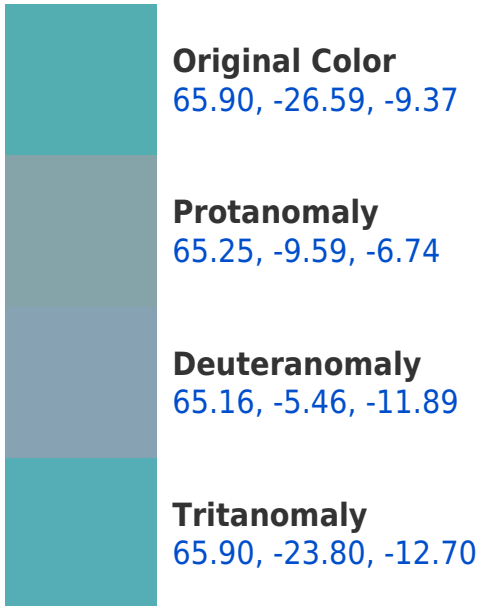 Original Color
65.90, -26.59, -9.37
Protanomaly
65.25, -9.59, -6.74
Deuteranomaly
65.16, -5.46, -11.89
Tritanomaly
65.90, -23.80, -12.70